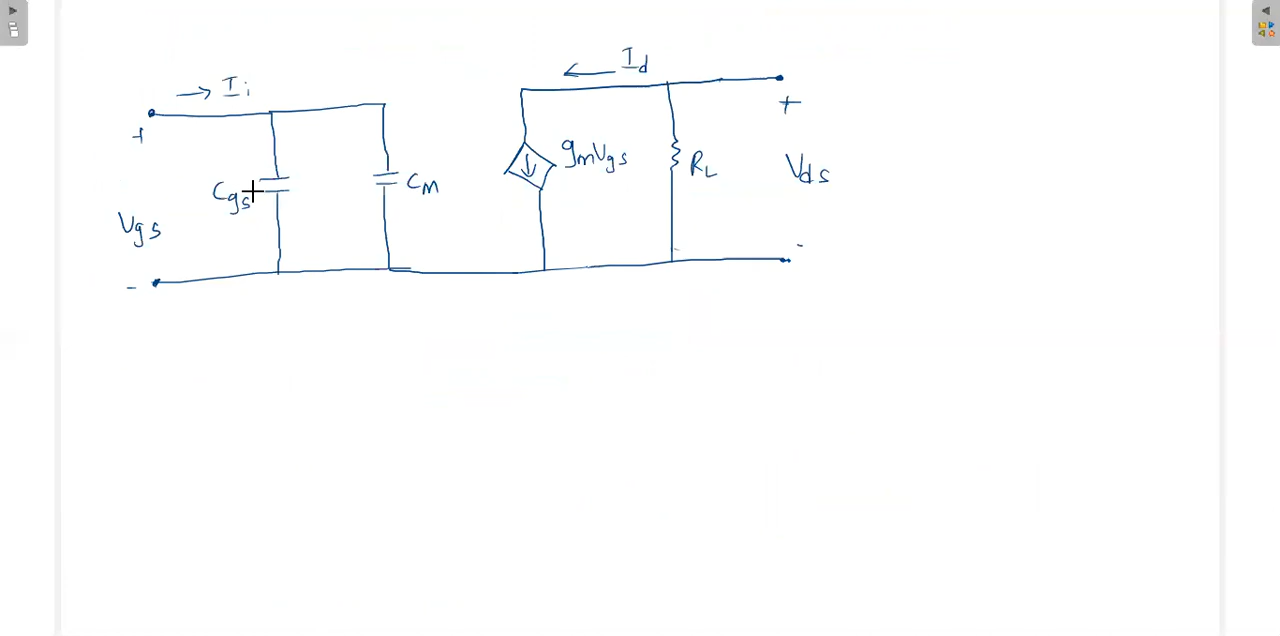 → Ii
← Id
+
+
Cgs
CM
gmVgs
RL
Vds
Vgs
-
-